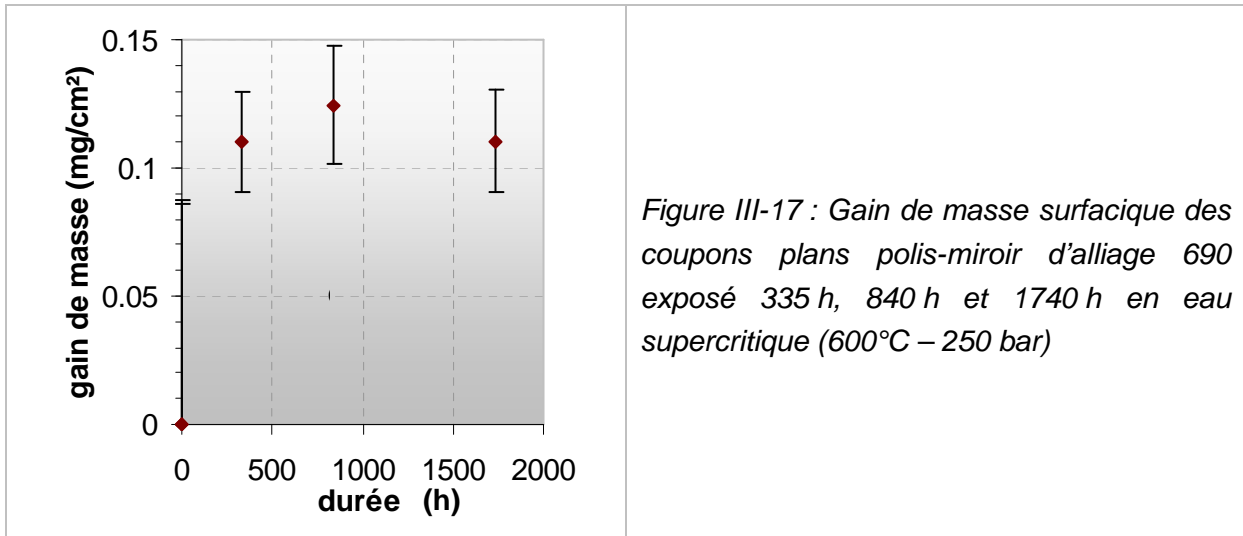 0.15
0.1
0.05
0
gain de masse (mg/cm²)
0 500 1000 1500 2000
durée (h)
Figure III-17 : Gain de masse surfacique des
coupons plans polis-miroir d'alliage 690
exposé 335 h, 840 h et 1740 h en eau
supercritique (600°C – 250 bar)